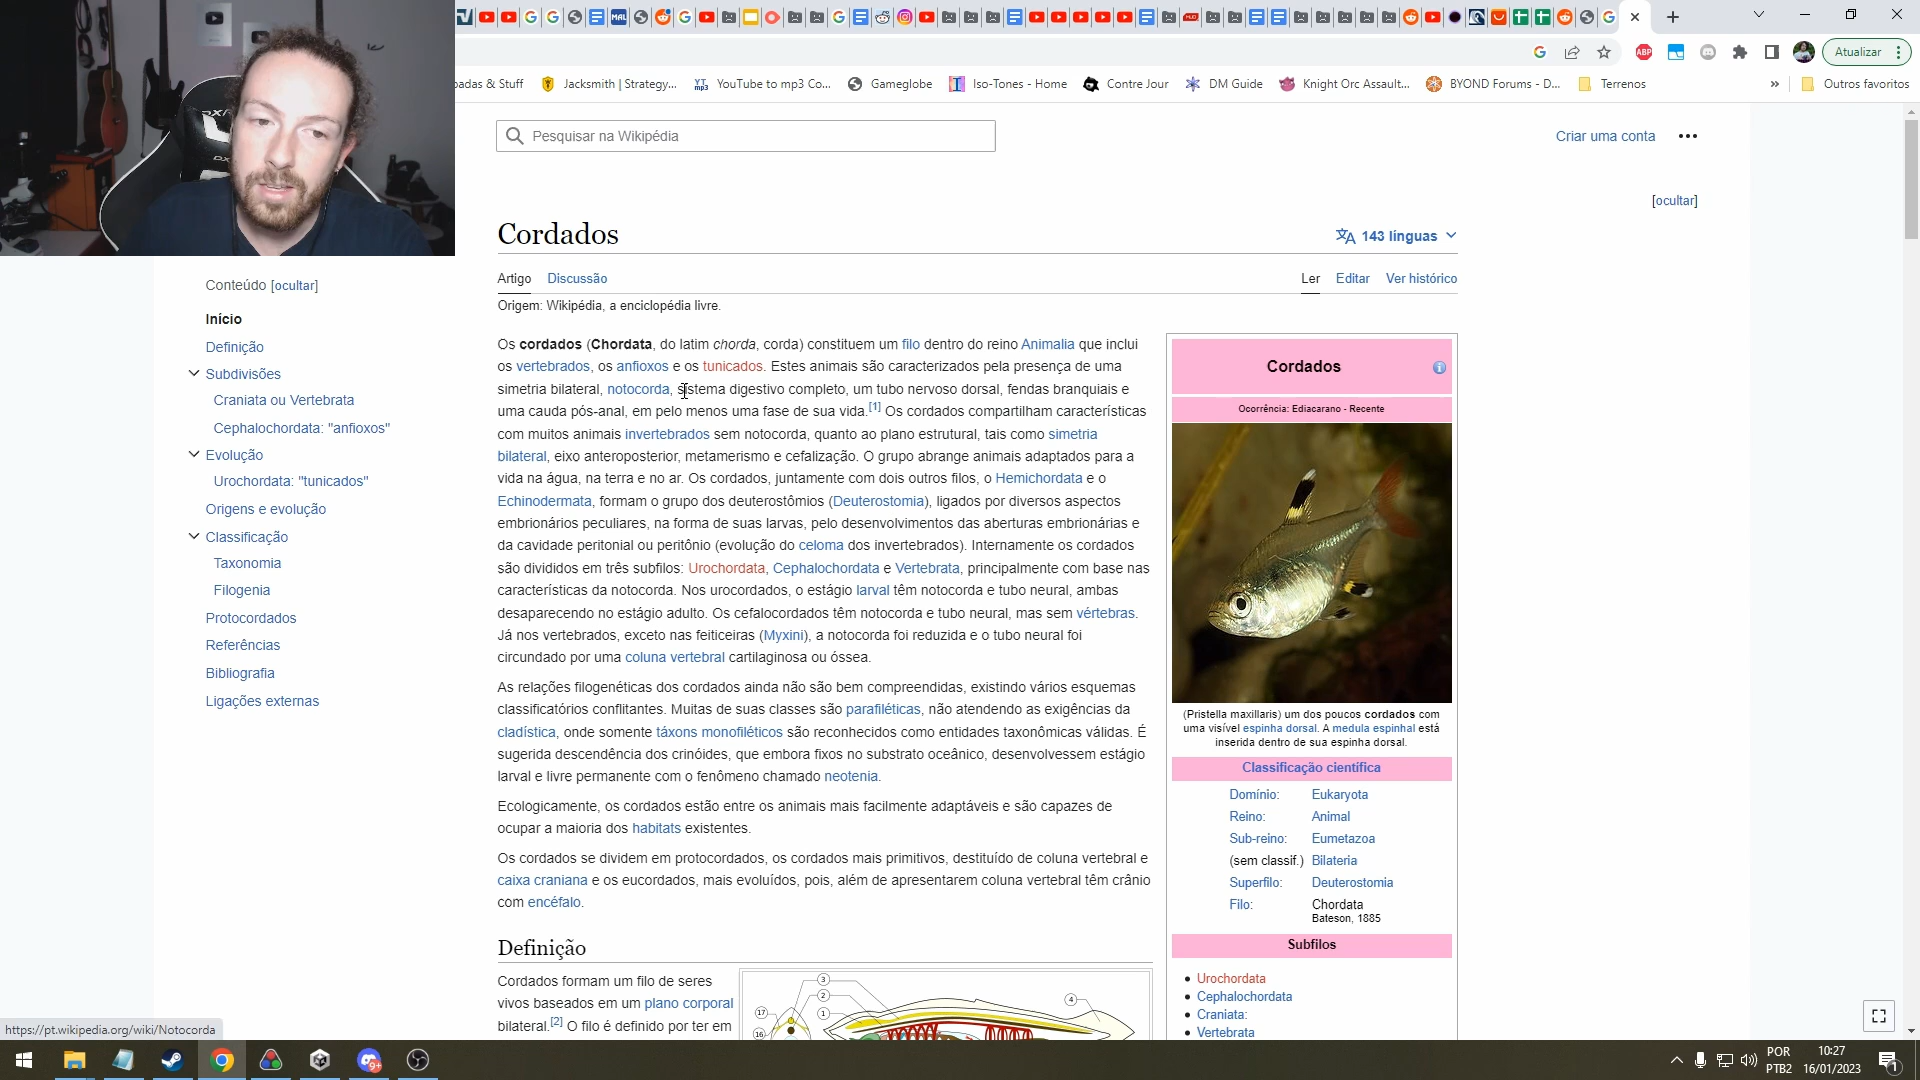 Atualizar
padas & Stuff
Jacksmith | Strategy...
YouTube to mp3 Co...
Gameglobe
Iso-Tones - Home
Contre Jour
DM Guide
Knight Orc Assault...
BYOND Forums - D...
Terrenos
»
Outros favoritos
Pesquisar na Wikipédia
Criar uma conta
[ocultar]
Cordados
143 línguas
Artigo
Discussão
Ler
Editar
Ver histórico
Origem: Wikipédia, a enciclopédia livre.
Conteúdo [ocultar]
Início
Definição
Subdivisões
Craniata ou Vertebrata
Cephalochordata: "anfioxos"
Evolução
Urochordata: "tunicados"
Origens e evolução
Classificação
Taxonomia
Filogenia
Protocordados
Referências
Bibliografia
Ligações externas
Os cordados (Chordata, do latim chorda, corda) constituem um filo dentro do reino Animalia que inclui
os vertebrados, os anfioxos e os tunicados. Estes animais são caracterizados pela presença de uma
simetria bilateral, notocorda, sistema digestivo completo, um tubo nervoso dorsal, fendas branquiais e
uma cauda pós-anal, em pelo menos uma fase de sua vida.[1] Os cordados compartilham características
com muitos animais invertebrados sem notocorda, quanto ao plano estrutural, tais como simetria
bilateral, eixo anteroposterior, metamerismo e cefalização. O grupo abrange animais adaptados para a
vida na água, na terra e no ar. Os cordados, juntamente com dois outros filos, o Hemichordata e o
Echinodermata, formam o grupo dos deuterostômios (Deuterostomia), ligados por diversos aspectos
embrionários peculiares, na forma de suas larvas, pelo desenvolvimentos das aberturas embrionárias e
da cavidade peritonial ou peritônio (evolução do celoma dos invertebrados). Internamente os cordados
são divididos em três subfilos: Urochordata, Cephalochordata e Vertebrata, principalmente com base nas
características da notocorda. Nos urocordados, o estágio larval têm notocorda e tubo neural, ambas
desaparecendo no estágio adulto. Os cefalocordados têm notocorda e tubo neural, mas sem vértebras.
Já nos vertebrados, exceto nas feiticeiras (Myxini), a notocorda foi reduzida e o tubo neural foi
circundado por uma coluna vertebral cartilaginosa ou óssea.
As relações filogenéticas dos cordados ainda não são bem compreendidas, existindo vários esquemas
classificatórios conflitantes. Muitas de suas classes são parafiléticas, não atendendo as exigências da
cladística, onde somente táxons monofiléticos são reconhecidos como entidades taxonômicas válidas. É
sugerida descendência dos crinóides, que embora fixos no substrato oceânico, desenvolvessem estágio
larval e livre permanente com o fenômeno chamado neotenia.
Ecologicamente, os cordados estão entre os animais mais facilmente adaptáveis e são capazes de
ocupar a maioria dos habitats existentes.
Os cordados se dividem em protocordados, os cordados mais primitivos, destituído de coluna vertebral e
caixa craniana e os eucordados, mais evoluídos, pois, além de apresentarem coluna vertebral têm crânio
com encéfalo.
Definição
Cordados formam um filo de seres
vivos baseados em um plano corporal
bilateral.[2] O filo é definido por ter em
3
2
1
4
17
16
Cordados
Ocorrência: Ediacarano - Recente
(Pristella maxillaris) um dos poucos cordados com
uma visível espinha dorsal. A medula espinhal está
inserida dentro de sua espinha dorsal.
Classificação científica
Domínio: Eukaryota
Reino: Animal
Sub-reino: Eumetazoa
(sem classif.) Bilateria
Superfilo: Deuterostomia
Filo: Chordata
Bateson, 1885
Subfilos
Urochordata
Cephalochordata
Craniata:
Vertebrata
https://pt.wikipedia.org/wiki/Notocorda
POR
PTB2
10:27
16/01/2023